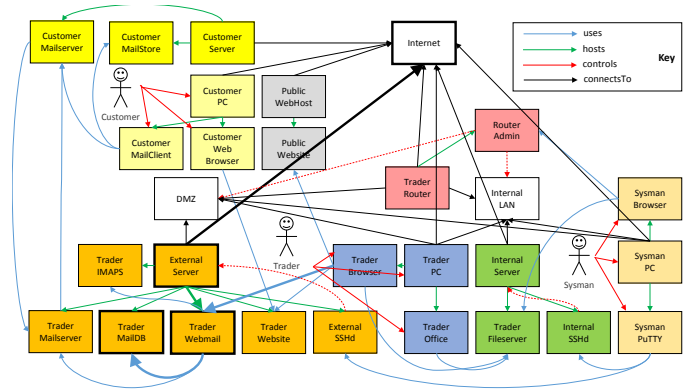 uses
hosts
controls
connectsTo
Key
Customer
Mailserver
Customer
MailStore
Customer
Server
Internet
Customer
Customer
PC
Public
WebHost
Customer
MailClient
Customer
Web
Browser
Public
Website
Router
Admin
DMZ
Trader
Router
Internal
LAN
Sysman
Browser
Trader
IMAPS
External
Server
Trader
Trader
Browser
Trader
PC
Internal
Server
Sysman
Sysman
PC
Trader
Mailserver
Trader
MailDB
Trader
Webmail
Trader
Website
External
SSHd
Trader
Office
Trader
Fileserver
Internal
SSHd
Sysman
PuTTY